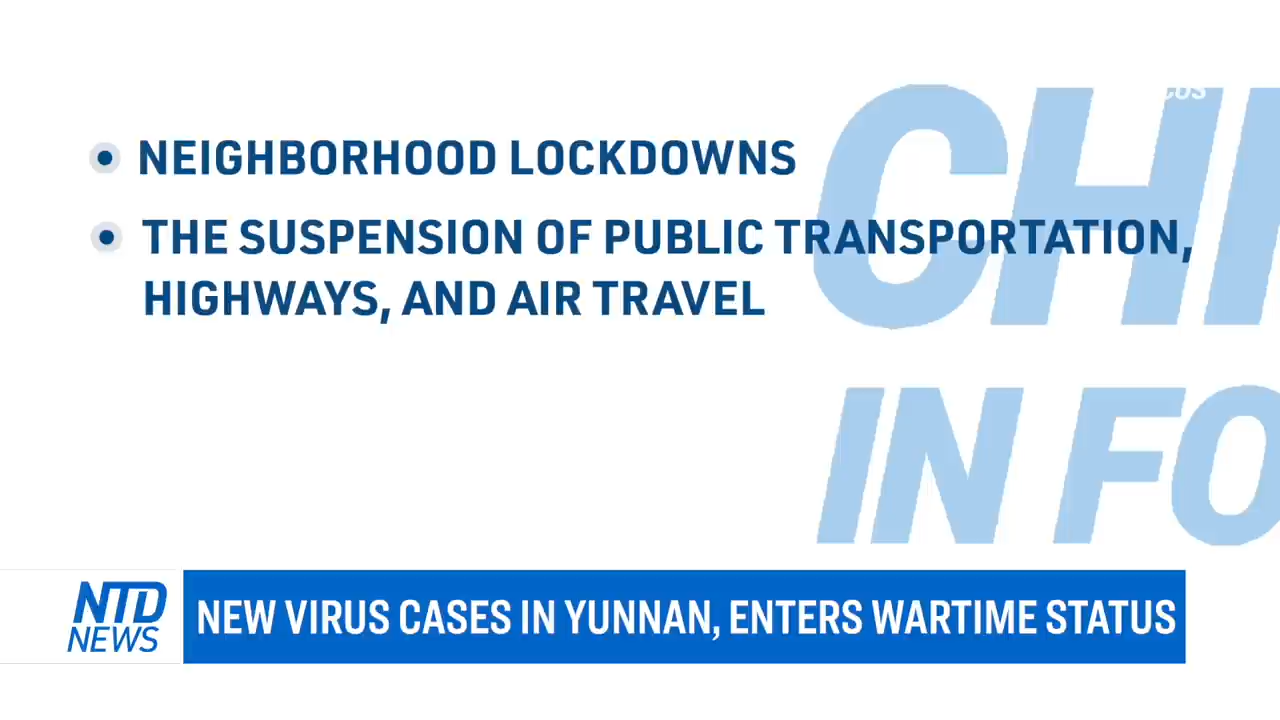 NEIGHBORHOOD LOCKDOWNS
THE SUSPENSION OF PUBLIC TRANSPORTATION,
HIGHWAYS, AND AIR TRAVEL
CHI
IN FO
NTD
NEWS
NEW VIRUS CASES IN YUNNAN, ENTERS WARTIME STATUS